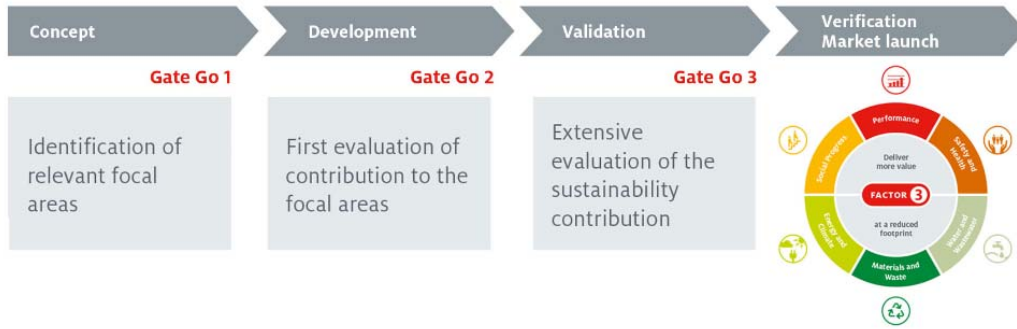 Concept
Development
Validation
Verification
Market launch
Gate Go 1
Gate Go 2
Gate Go 3
Identification of
relevant focal
areas
First evaluation of
contribution to the
focal areas
Extensive
evaluation of the
sustainability
contribution
Performance
Social Progress
Safety and
Health
Deliver
more value
FACTOR 3
at a reduced
footprint
Energy and
Climate
Water and
Wastewater
Materials and
Waste